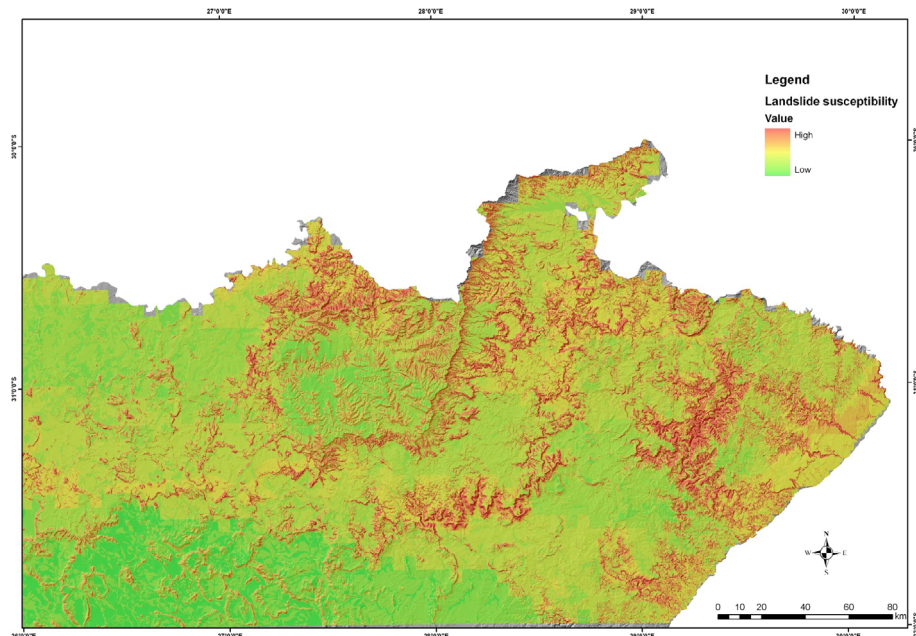 27°0'0"E 28°0'0"E 29°0'0"E 30°0'0"E
Legend
Landslide susceptibility
Value
High
Low
30°0'0"S
31°0'0"S
N
W E
S
0 10 20 40 60 80
km